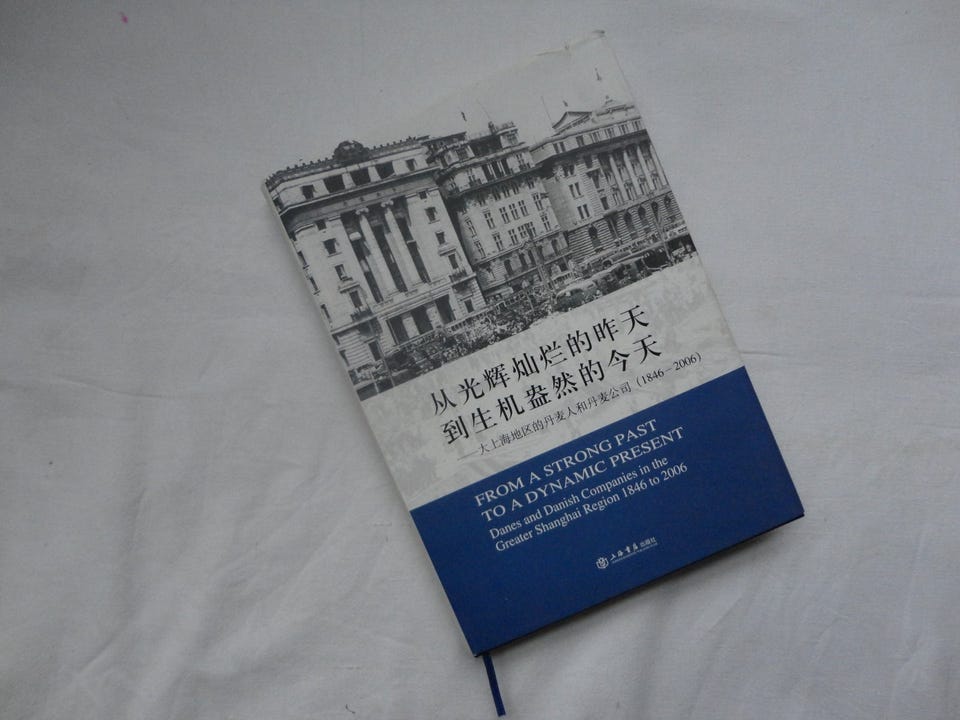 从光辉灿烂的昨天
到生机盎然的今天
——大上海地区的丹麦人和丹麦公司（1846－2006）
FROM A STRONG PAST
TO A DYNAMIC PRESENT
Danes and Danish Companies in the
Greater Shanghai Region 1846 to 2006
上海书店出版社